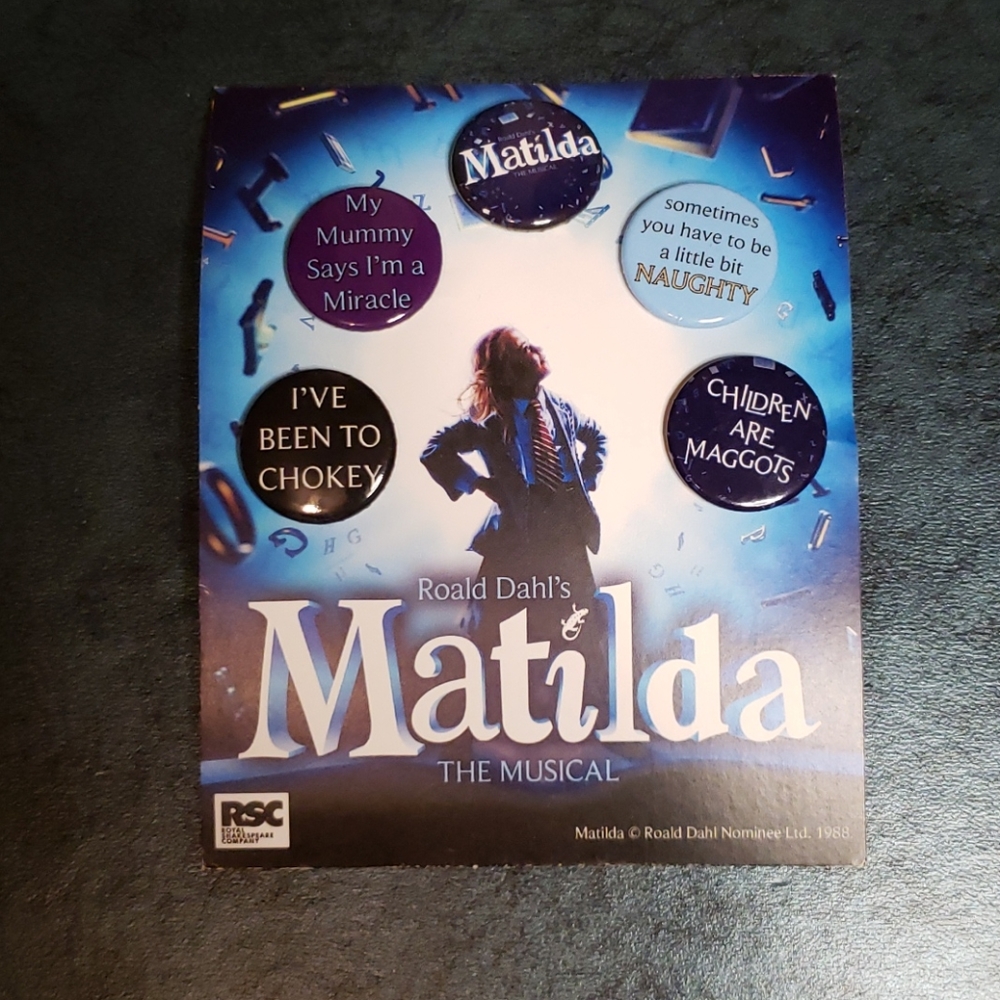 Roald Dahl's
Matilda
THE MUSICAL
My
Mummy
Says I'm a
Miracle
sometimes
you have to be
a little bit
NAUGHTY
I'VE
BEEN TO
CHOKEY
CHILDREN
ARE
MAGGOTS
Z
H G
Roald Dahl's
Matilda
THE MUSICAL
RSC
ROYAL
SHAKESPEARE
COMPANY
Matilda © Roald Dahl Nominee Ltd. 1988